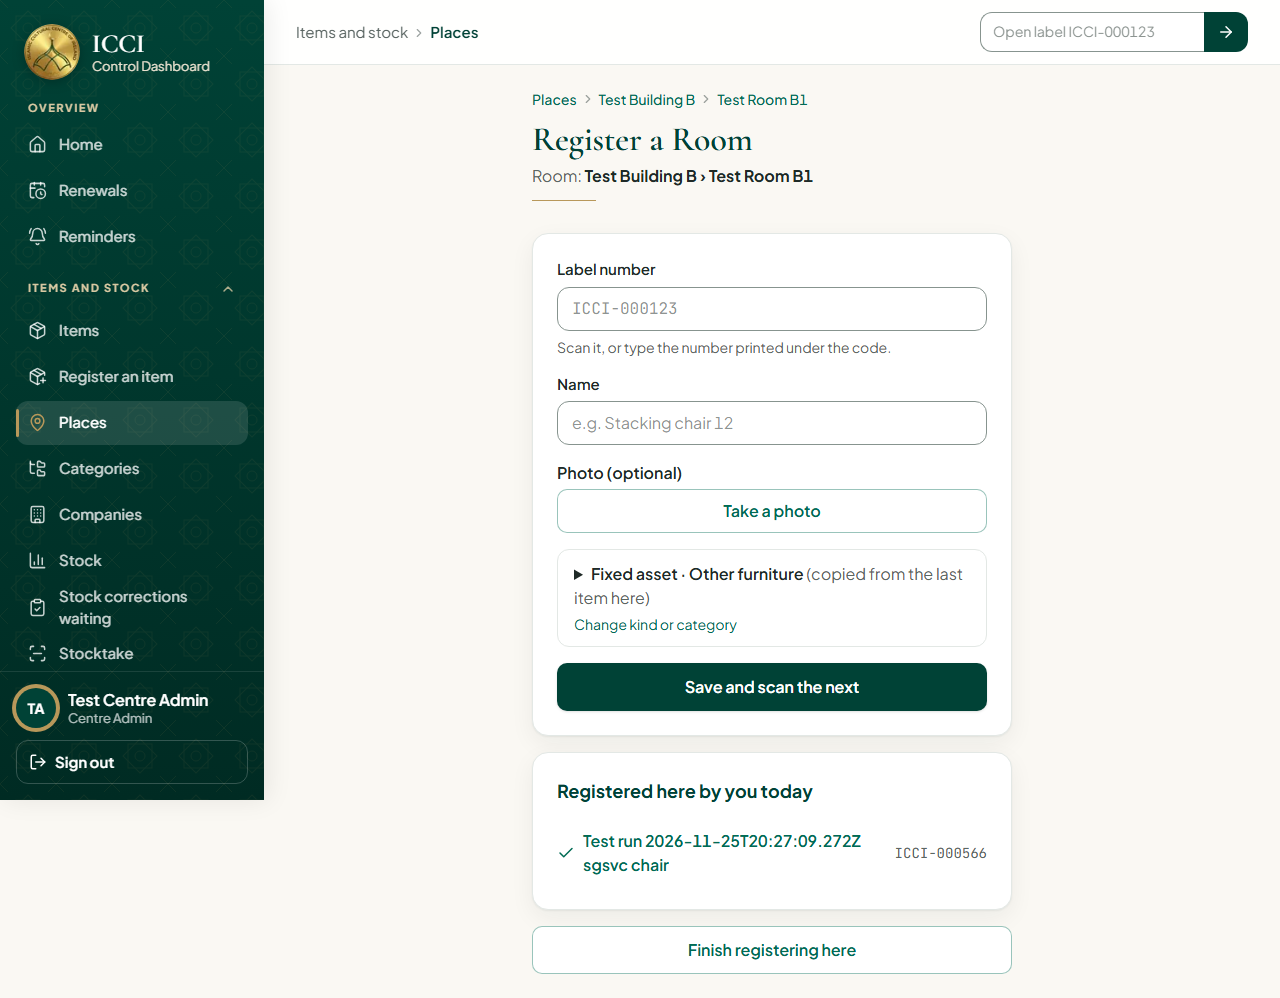 ICCI
Control Dashboard
OVERVIEW
Home
Renewals
Reminders
ITEMS AND STOCK
Items
Register an item
Places
Categories
Companies
Stock
Stock corrections
waiting
Stocktake
TA
Test Centre Admin
Centre Admin
Sign out
Items and stock > Places
Open label ICCI-000123
Places > Test Building B > Test Room B1
Register a Room
Room: Test Building B › Test Room B1
Label number
ICCI-000123
Scan it, or type the number printed under the code.
Name
e.g. Stacking chair 12
Photo (optional)
Take a photo
Fixed asset · Other furniture (copied from the last
item here)
Change kind or category
Save and scan the next
Registered here by you today
Test run 2026-11-25T20:27:09.272Z
sgsvc chair
ICCI-000566
Finish registering here